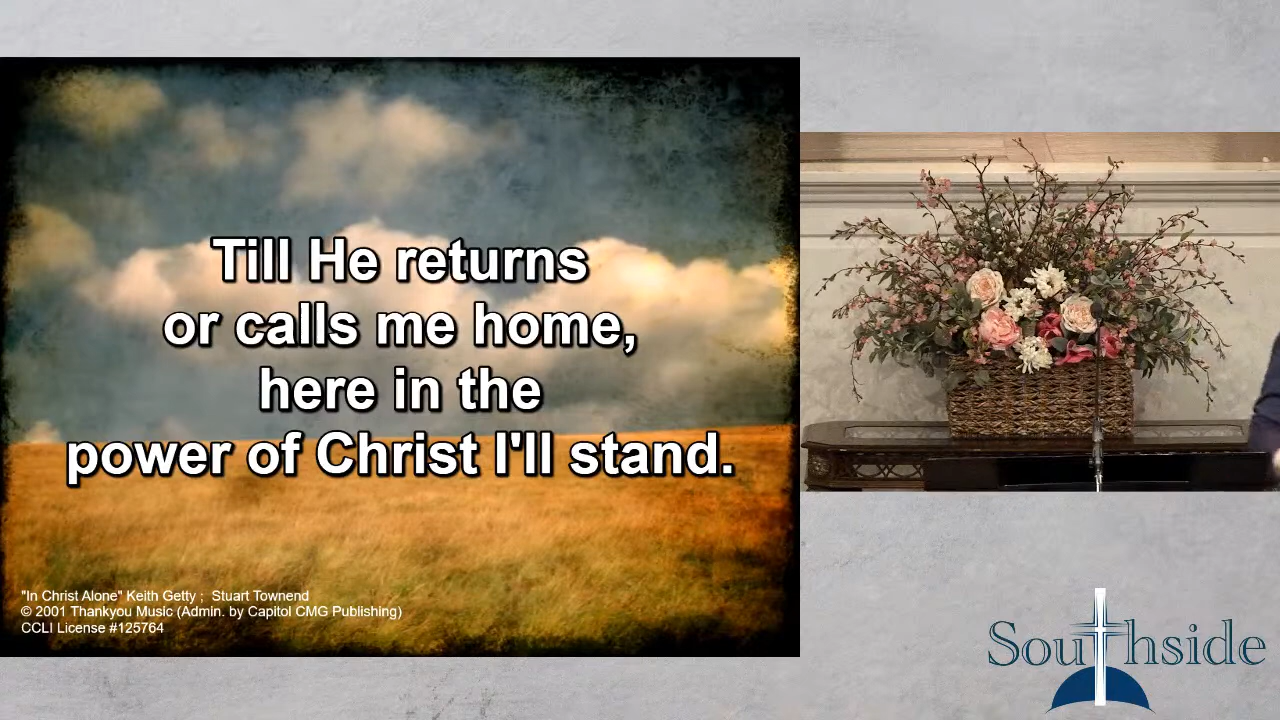 Till He returns
or calls me home,
here in the
power of Christ I'll stand.
"In Christ Alone" Keith Getty ;  Stuart Townend
© 2001 Thankyou Music (Admin. by Capitol CMG Publishing)
CCLI License #125764
Southside